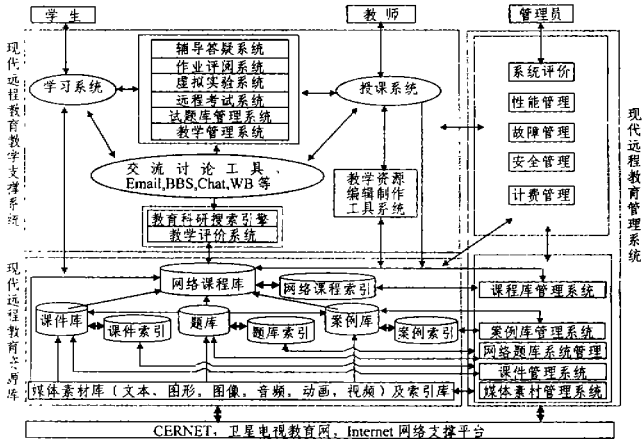 学生
教师
管理员
现代远程教育教学支撑系统
学习系统
辅导答疑系统
作业评阅系统
虚拟实验系统
远程考试系统
试题库管理系统
教学管理系统
授课系统
交流讨论工具、
Email,BBS,Chat,WB 等
教育科研搜索引擎
教学评价系统
教学资源
编辑制作
工具系统
系统评价
性能管理
故障管理
安全管理
计费管理
现代远程教育管理系统
现代远程教育资源库
网络课程库
网络课程索引
课件库
课件索引
题库
题库索引
案例库
案例索引
课程库管理系统
案例库管理系统
网络题库系统管理
课件管理系统
媒体素材管理系统
媒体素材库（文本，图形，图像，音频，动画，视频）及索引库
CERNET，卫星电视教育网，Internet 网络支撑平台